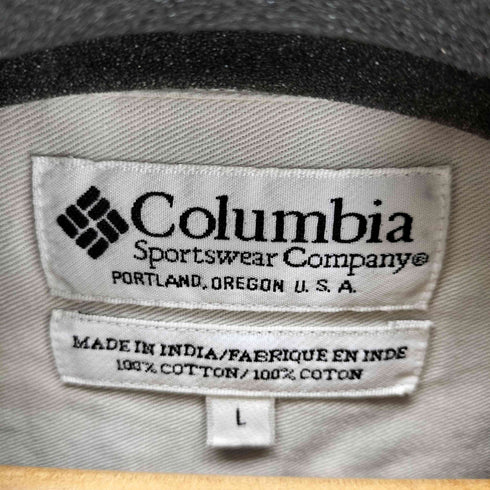 Columbia
Sportswear Company®
PORTLAND, OREGON U. S. A.
MADE IN INDIA/FABRIQUE EN INDE
100% COTTON/100% COTON
L